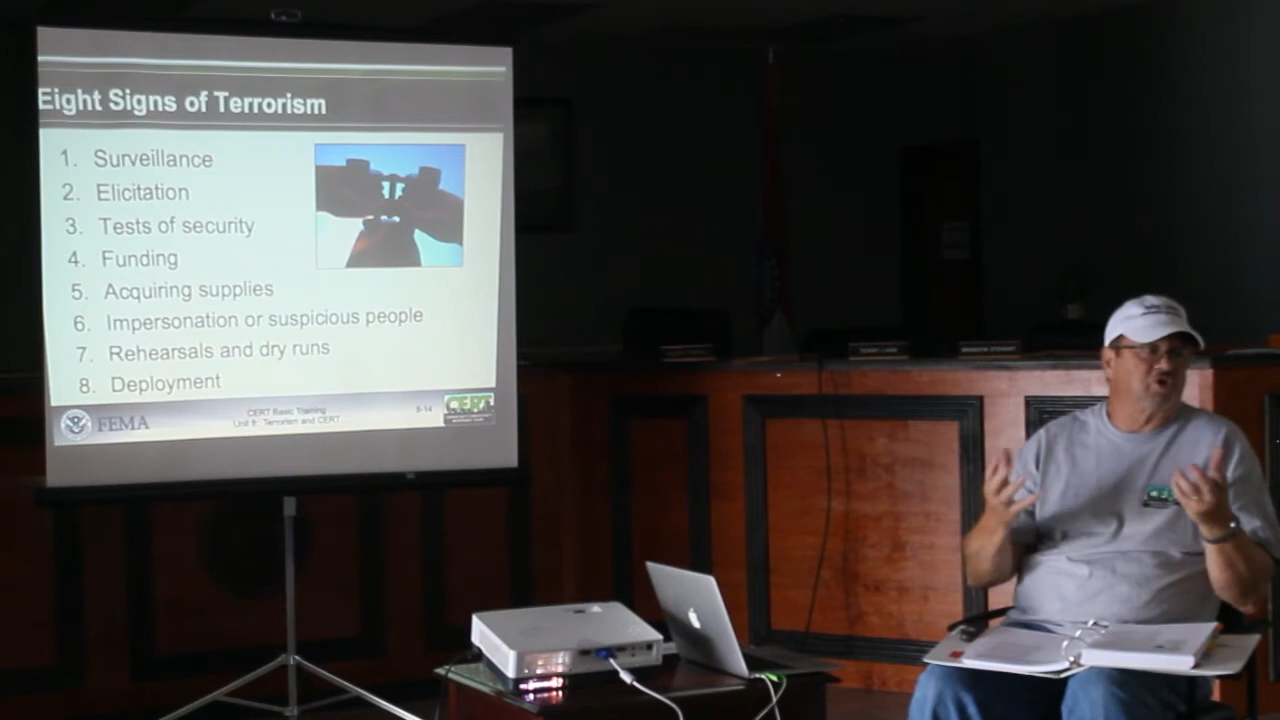 Eight Signs of Terrorism
1. Surveillance
2. Elicitation
3. Tests of security
4. Funding
5. Acquiring supplies
6. Impersonation or suspicious people
7. Rehearsals and dry runs
8. Deployment
FEMA
CERT Basic Training
Unit 8: Terrorism and CERT
8-14
CERT